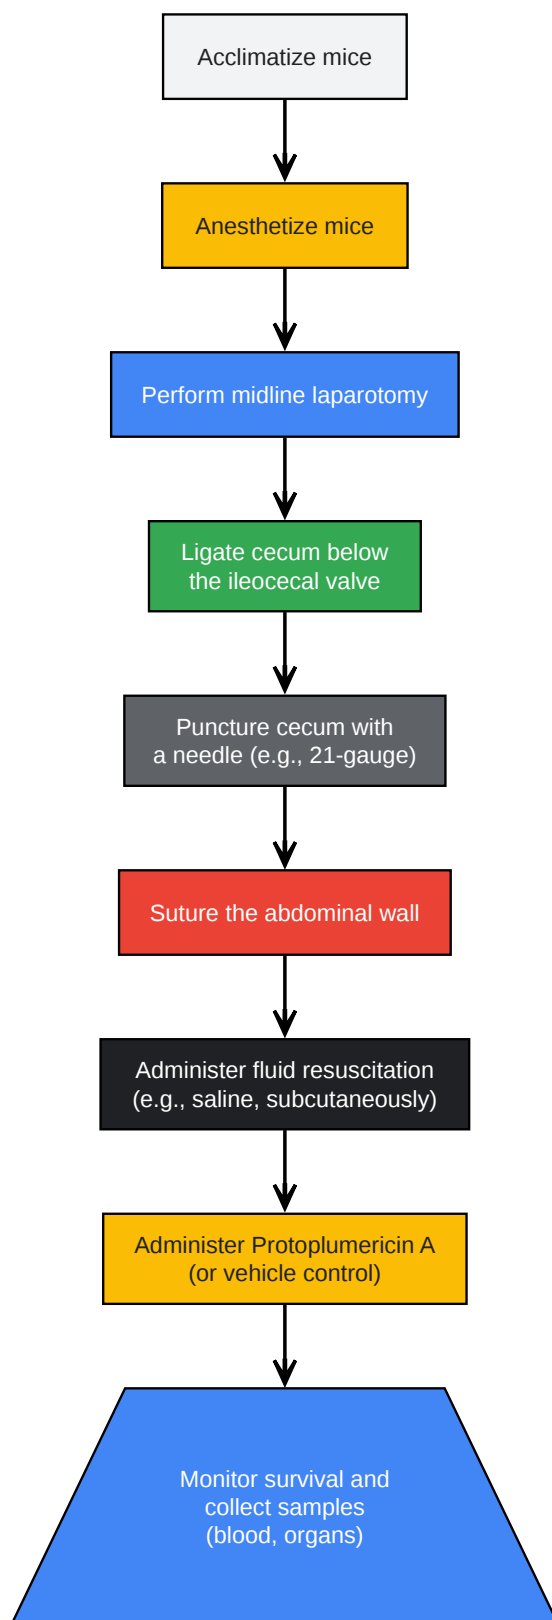 Acclimatize mice
Anesthetize mice
Perform midline laparotomy
Ligate cecum below
the ileocecal valve
Puncture cecum with
a needle (e.g., 21-gauge)
Suture the abdominal wall
Administer fluid resuscitation
(e.g., saline, subcutaneously)
Administer Protoplumericin A
(or vehicle control)
Monitor survival and
collect samples
(blood, organs)